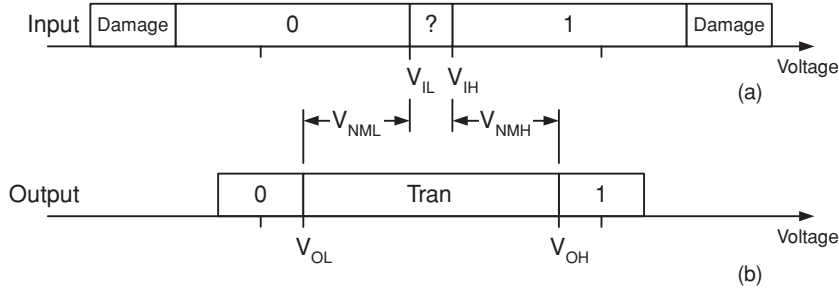 Input Damage 0 ? 1 Damage
Voltage
V_IL V_IH
(a)
V_NML V_NMH
Output 0 Tran 1
Voltage
V_OL V_OH
(b)